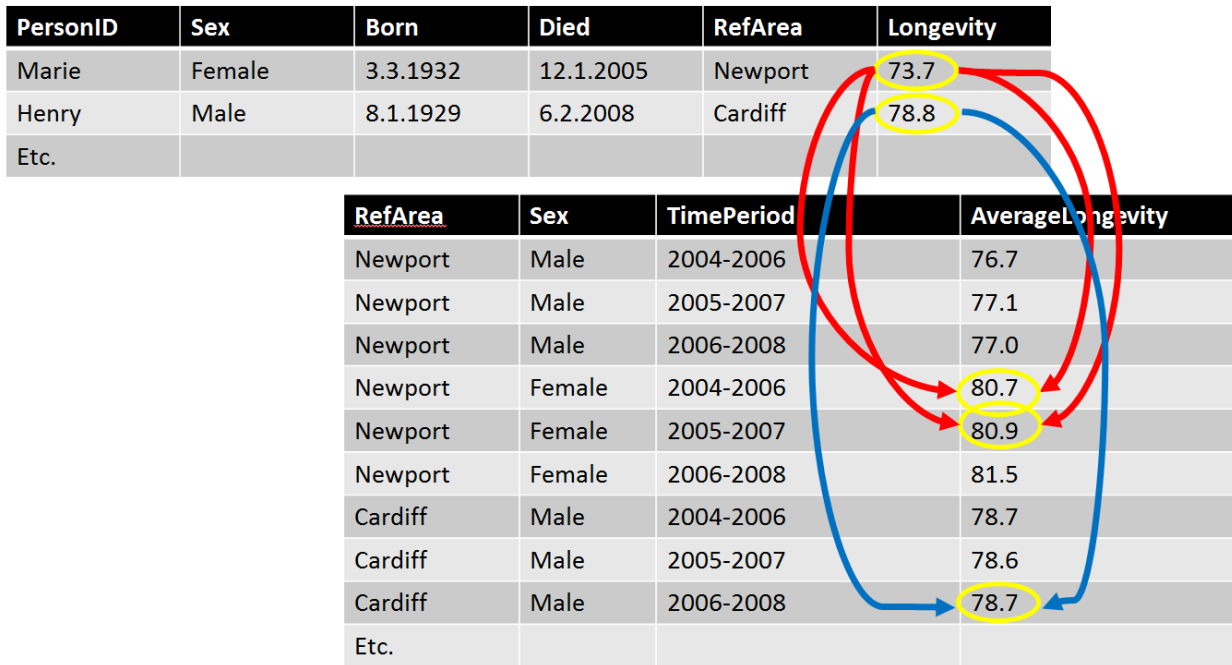 PersonID Sex Born Died RefArea Longevity
Marie Female 3.3.1932 12.1.2005 Newport 73.7
Henry Male 8.1.1929 6.2.2008 Cardiff 78.8
Etc.
RefArea Sex TimePeriod AverageLongevity
Newport Male 2004-2006 76.7
Newport Male 2005-2007 77.1
Newport Male 2006-2008 77.0
Newport Female 2004-2006 80.7
Newport Female 2005-2007 80.9
Newport Female 2006-2008 81.5
Cardiff Male 2004-2006 78.7
Cardiff Male 2005-2007 78.6
Cardiff Male 2006-2008 78.7
Etc.